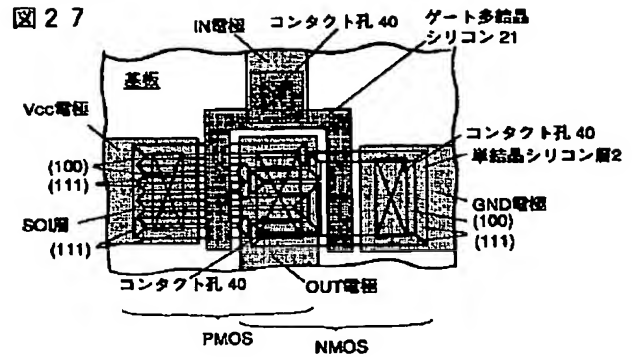 図27
IN電極
コンタクト孔 40
ゲート多結晶
シリコン 21
基板
Vcc電極
コンタクト孔 40
単結晶シリコン層2
(100)
(111)
GND電極
SOI層
(100)
(111)
(111)
コンタクト孔 40
OUT電極
PMOS
NMOS